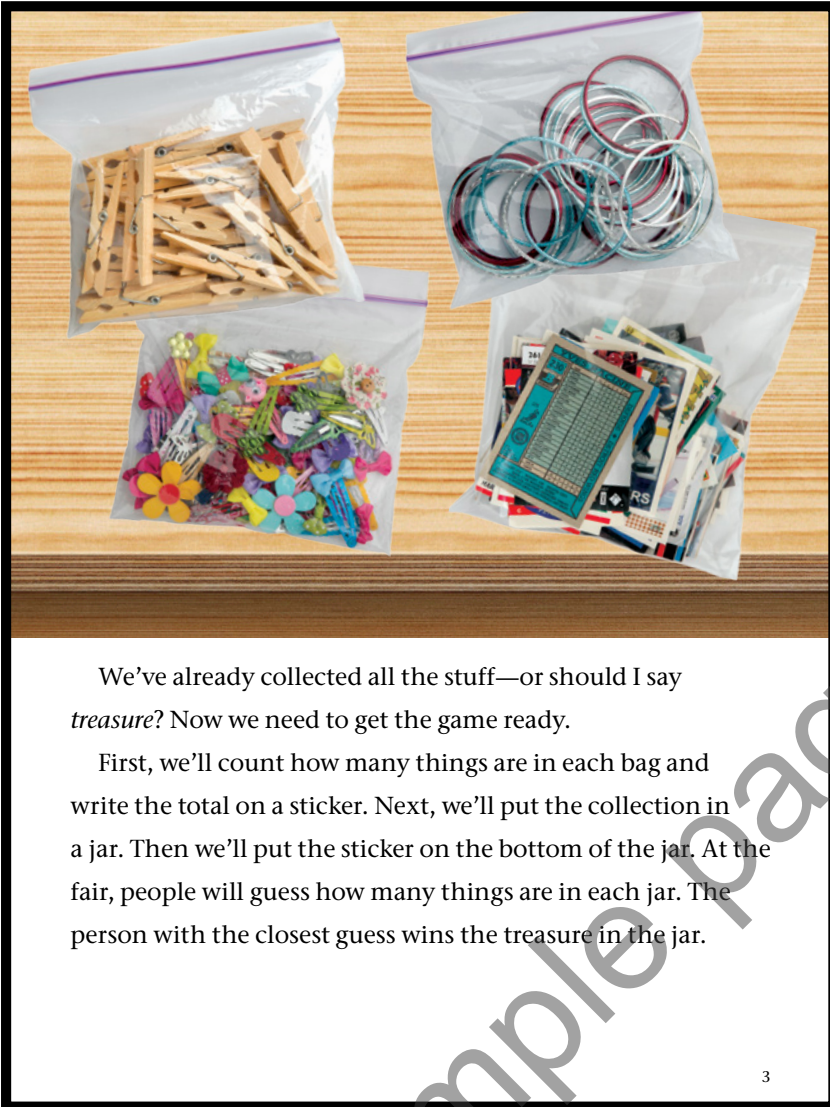 261
RS
We’ve already collected all the stuff—or should I say
treasure? Now we need to get the game ready.
First, we’ll count how many things are in each bag and
write the total on a sticker. Next, we’ll put the collection in
a jar. Then we’ll put the sticker on the bottom of the jar. At the
fair, people will guess how many things are in each jar. The
person with the closest guess wins the treasure in the jar.
mple pag
3